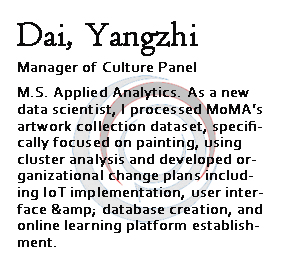 Dai, Yangzhi
Manager of Culture Panel
M.S. Applied Analytics. As a new
data scientist, I processed MoMA's
artwork collection dataset, specifi-
cally focused on painting, using
cluster analysis and developed or-
ganizational change plans includ-
ing IoT implementation, user inter-
face &amp; database creation, and
online learning platform establish-
ment.